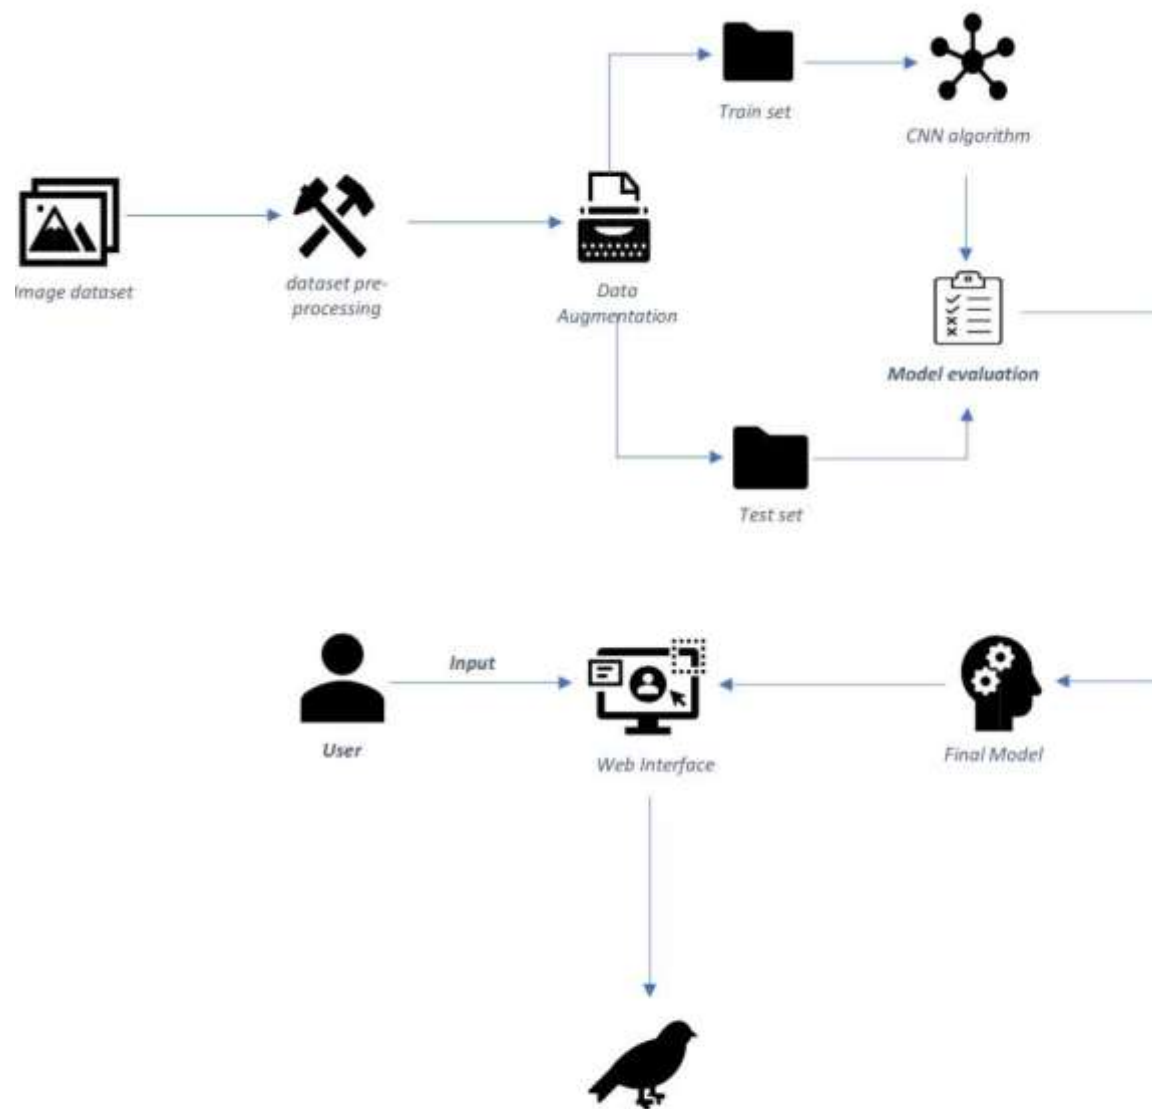 Train set
CNN algorithm
Image dataset
dataset pre-
processing
Data
Augmentation
Model evaluation
Test set
Input
User
Web Interface
Final Model